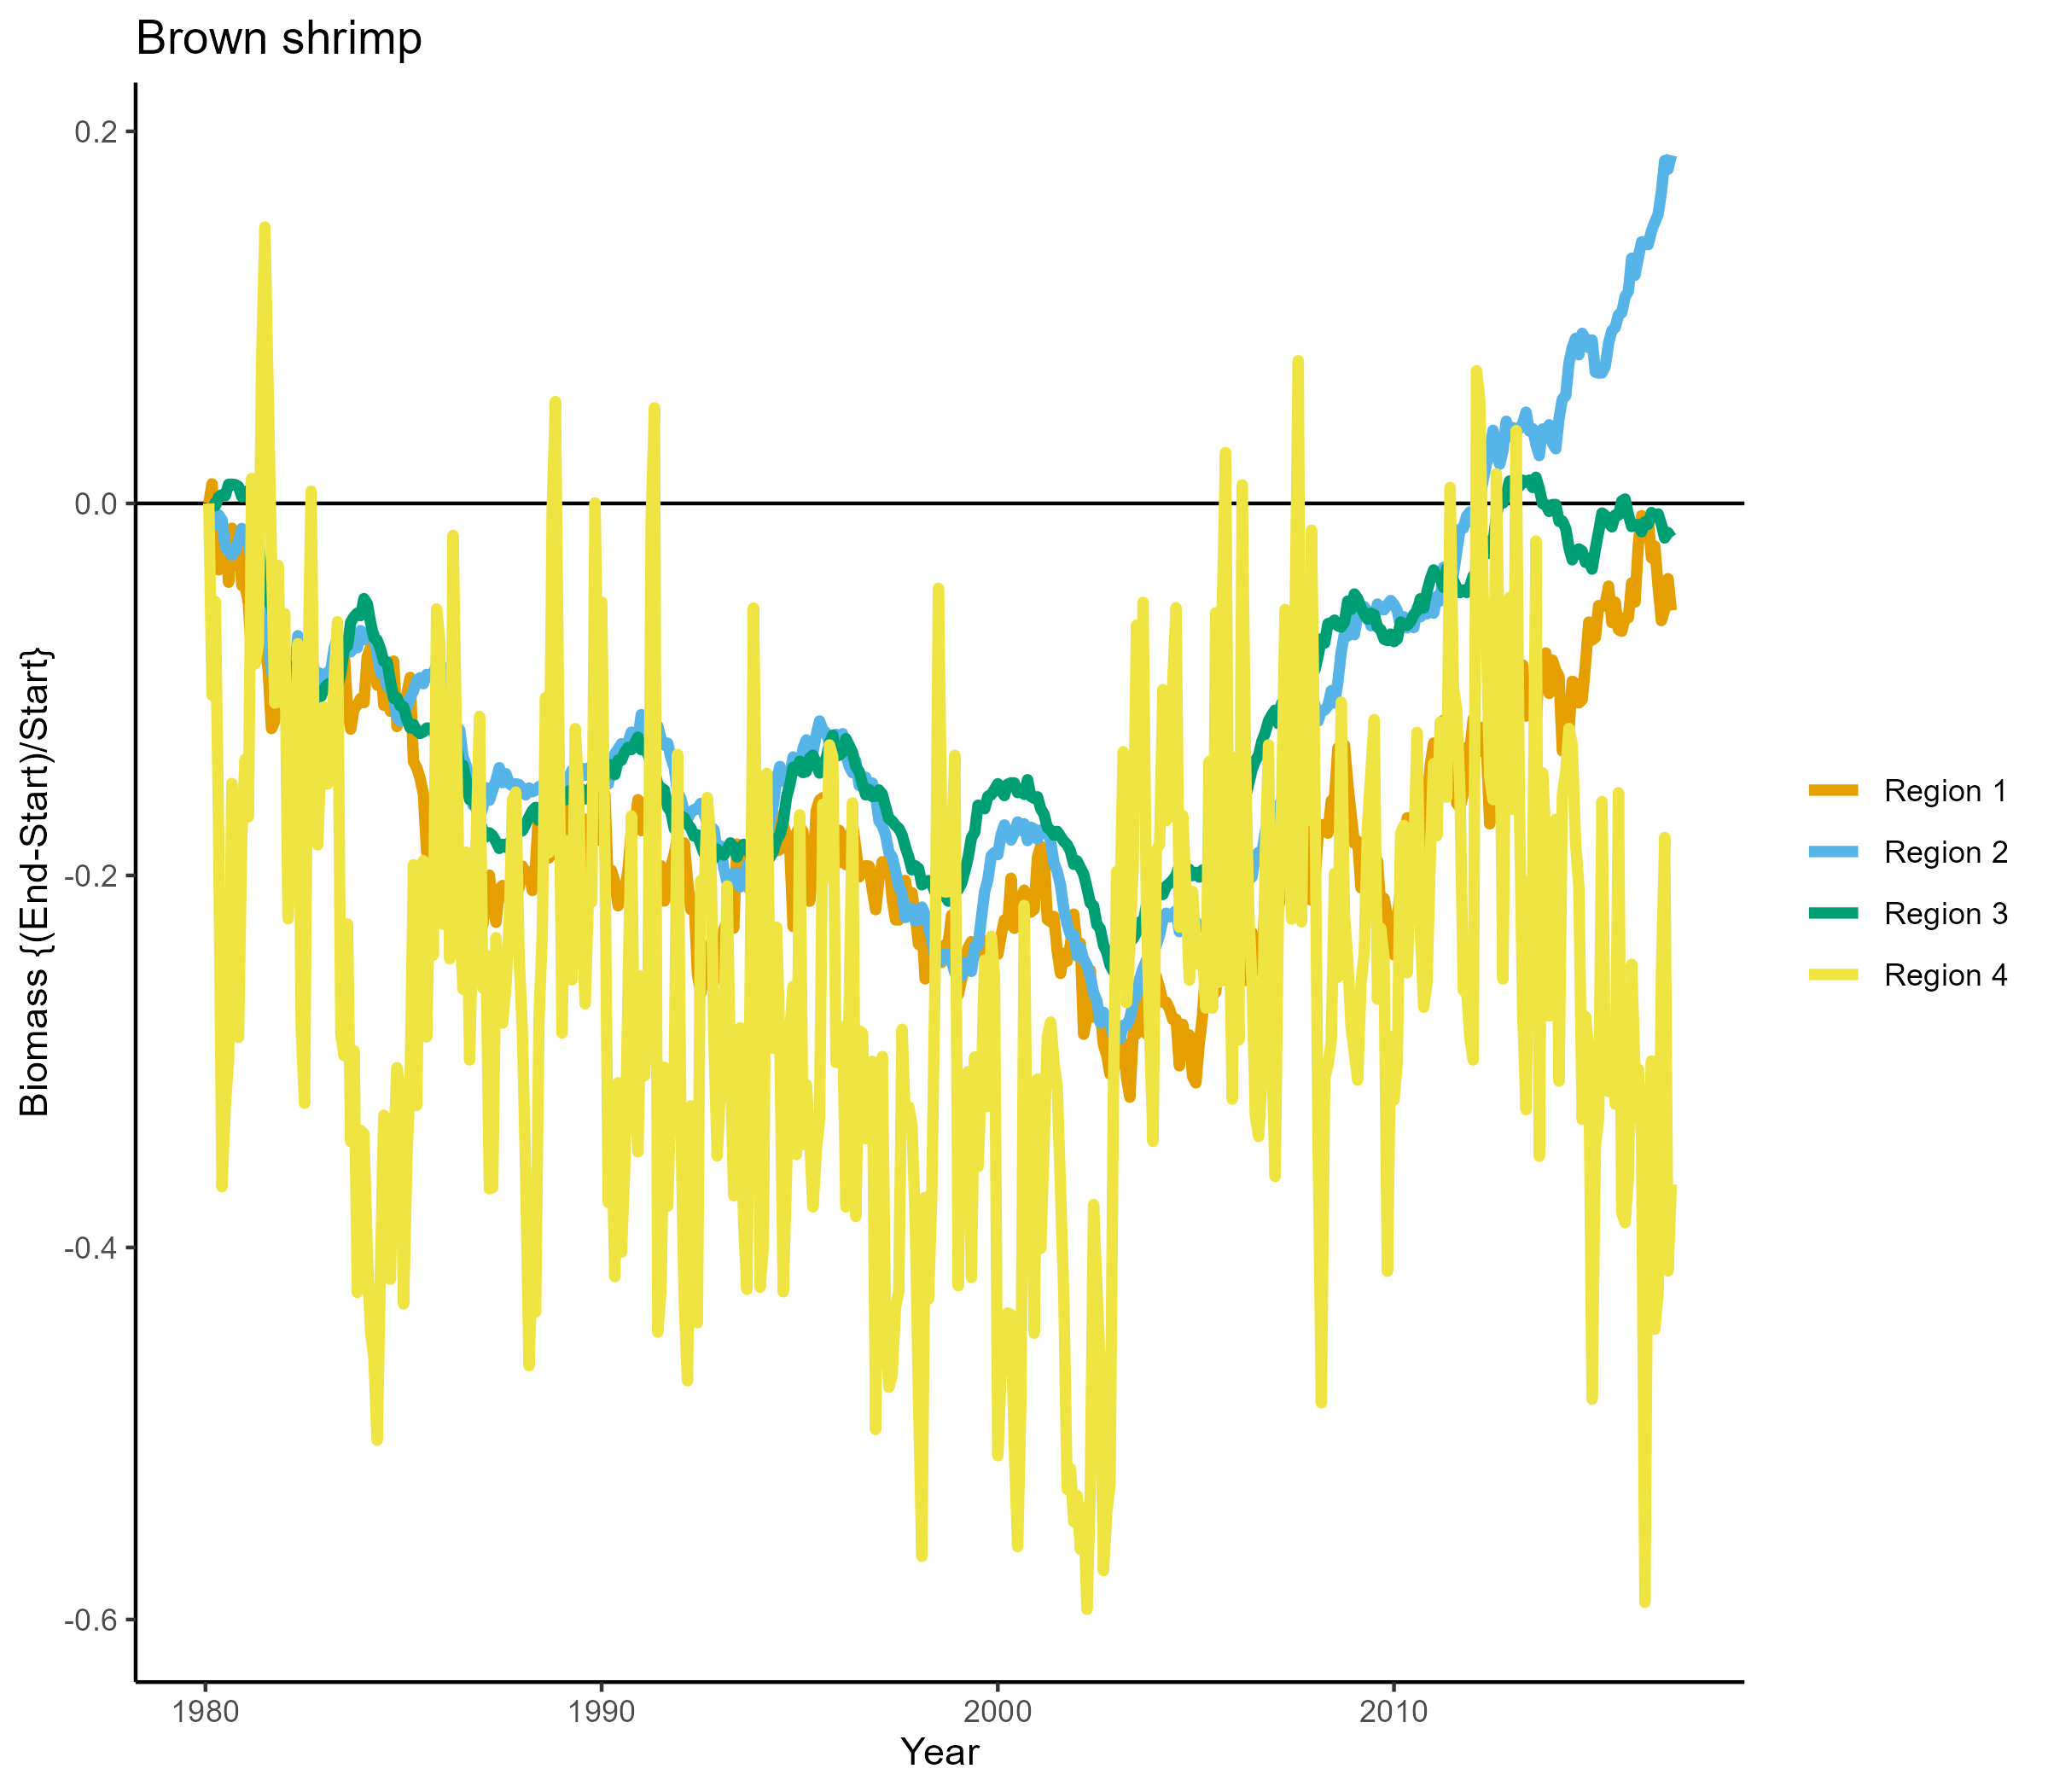 Brown shrimp
Biomass {(End-Start)/Start}
0.2
0.0
-0.2
-0.4
-0.6
1980
1990
2000
2010
Year
Region 1
Region 2
Region 3
Region 4